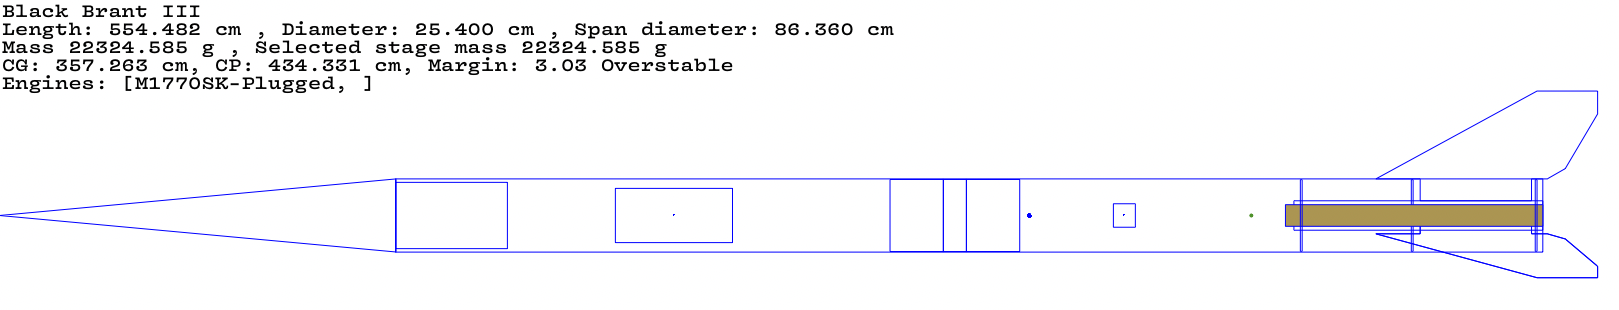 Black Brant III
Length: 554.482 cm , Diameter: 25.400 cm , Span diameter: 86.360 cm
Mass 22324.585 g , Selected stage mass 22324.585 g
CG: 357.263 cm, CP: 434.331 cm, Margin: 3.03 Overstable
Engines: [M1770SK-Plugged, ]